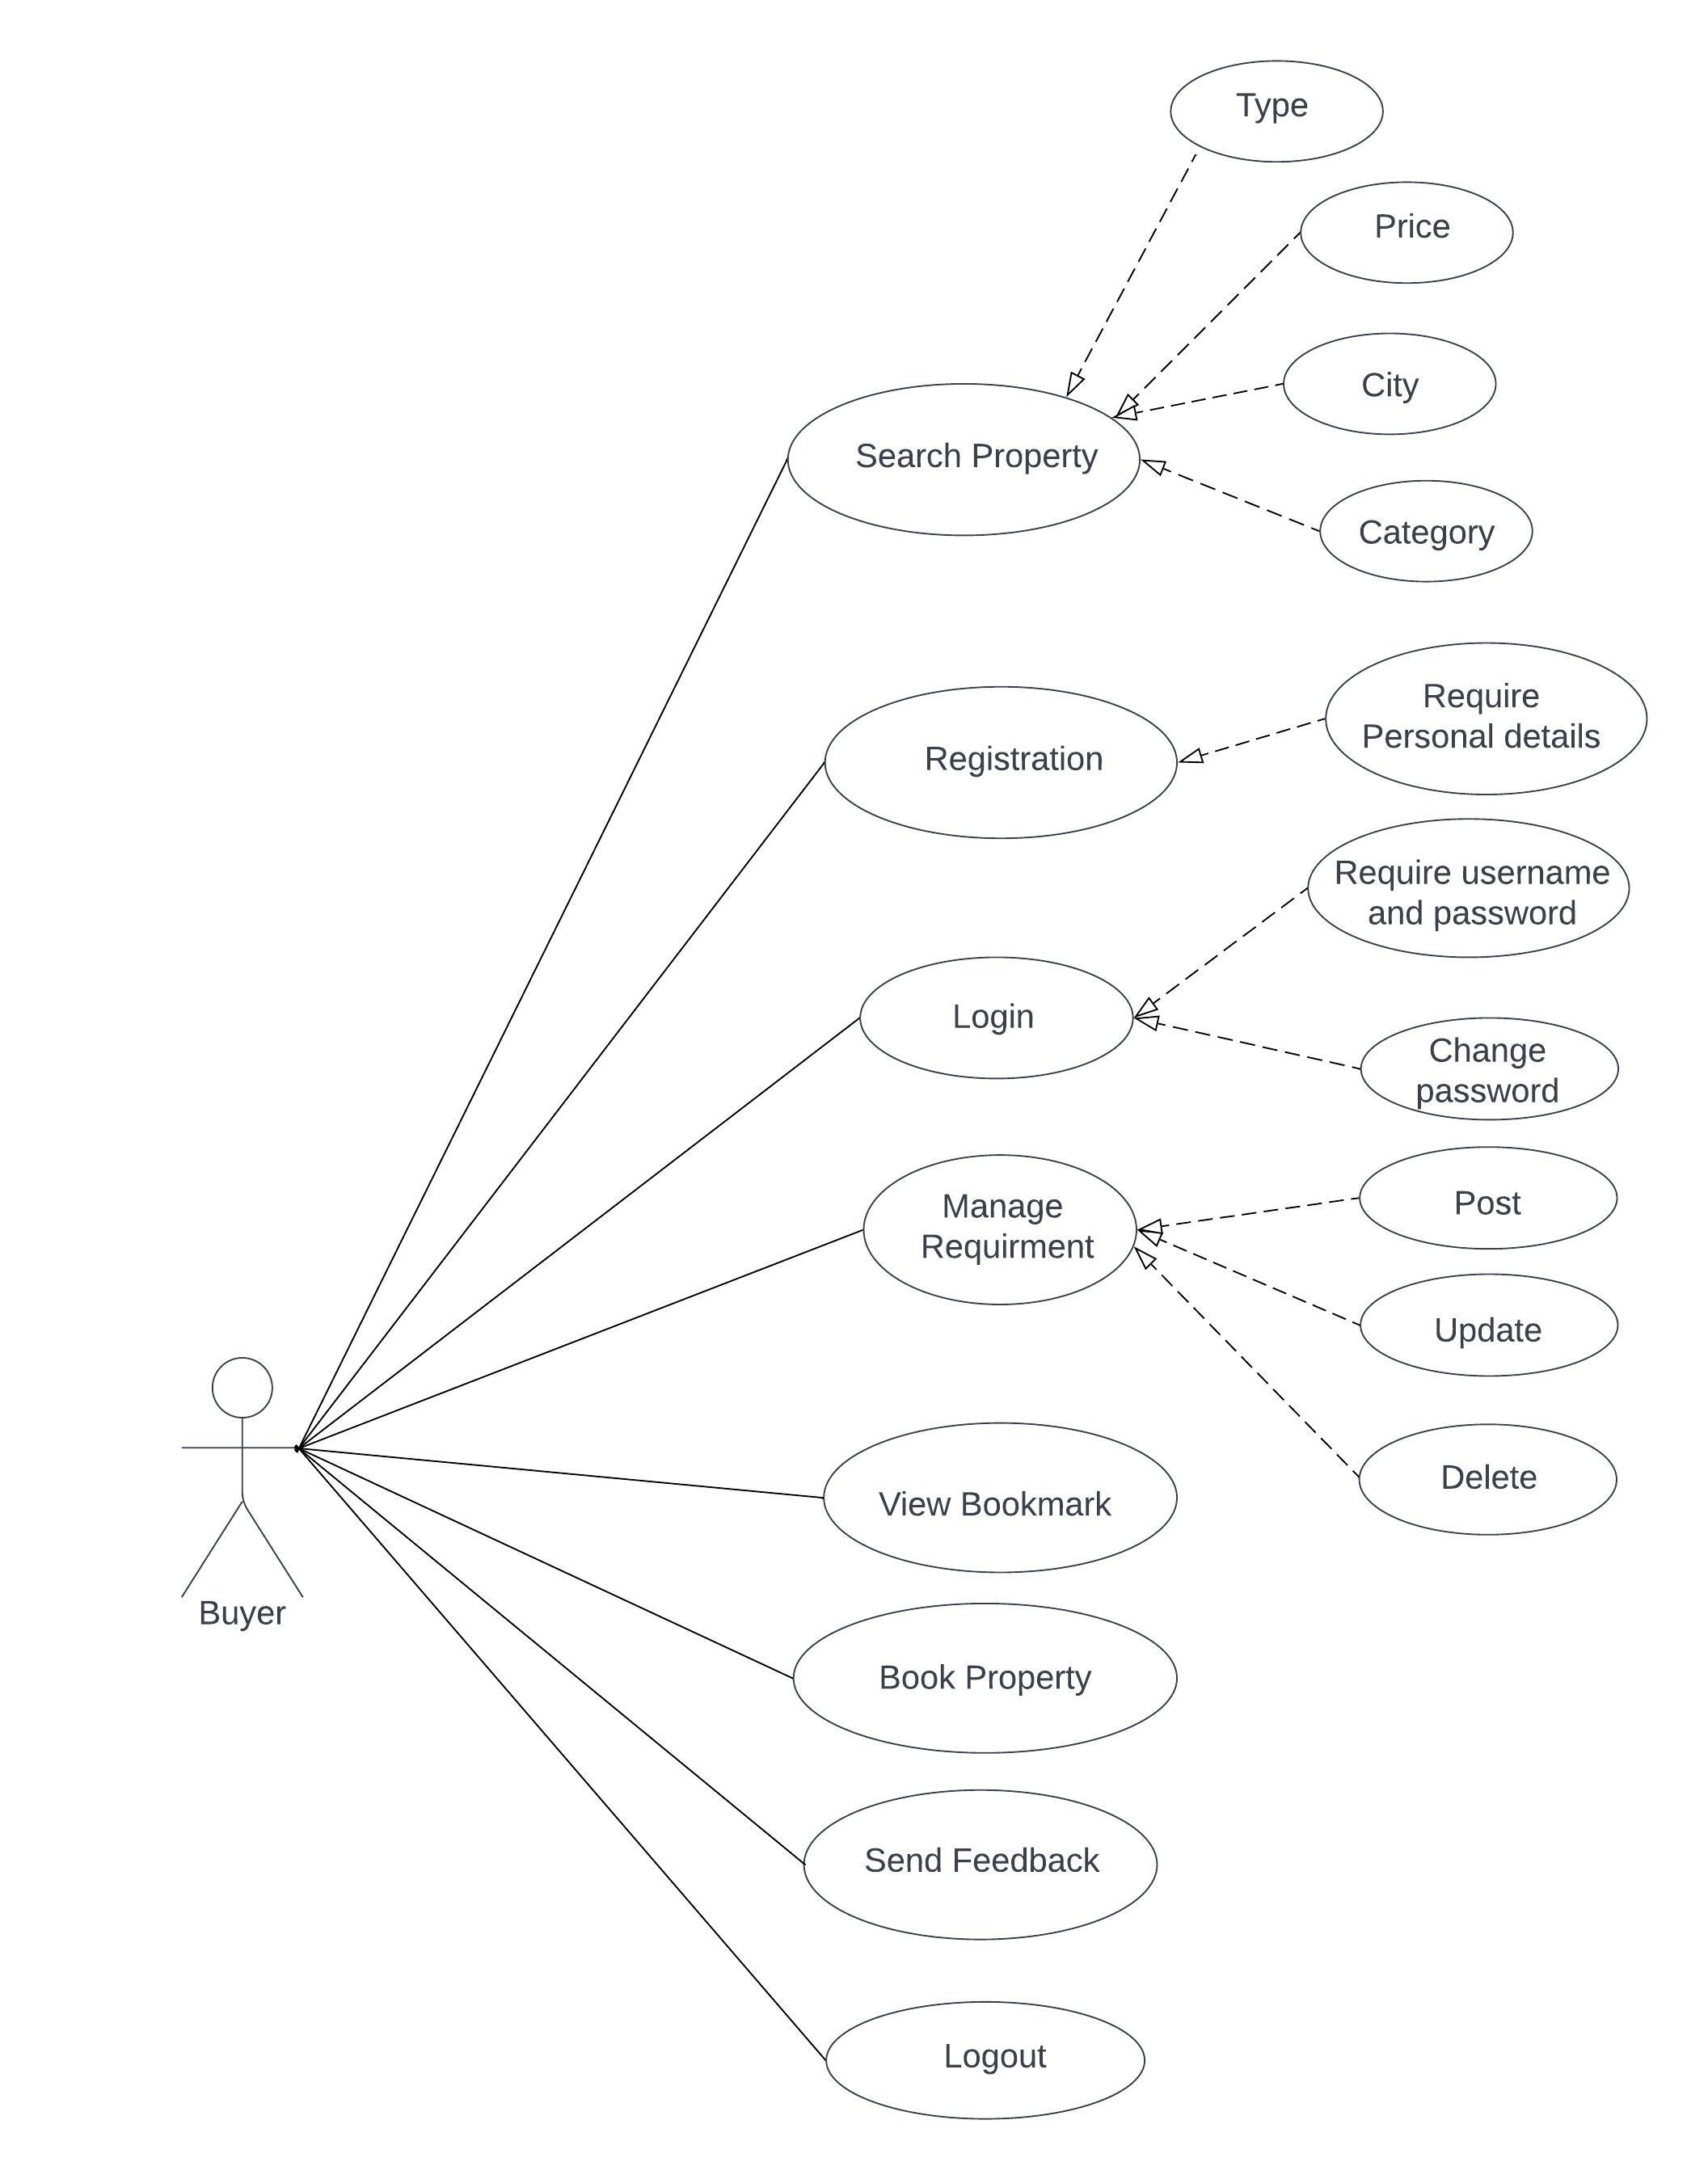 Type
Price
City
Search Property
Category
Require
Personal details
Registration
Require username
and password
Login
Change
password
Manage
Requirment
Post
Update
Delete
View Bookmark
Buyer
Book Property
Send Feedback
Logout